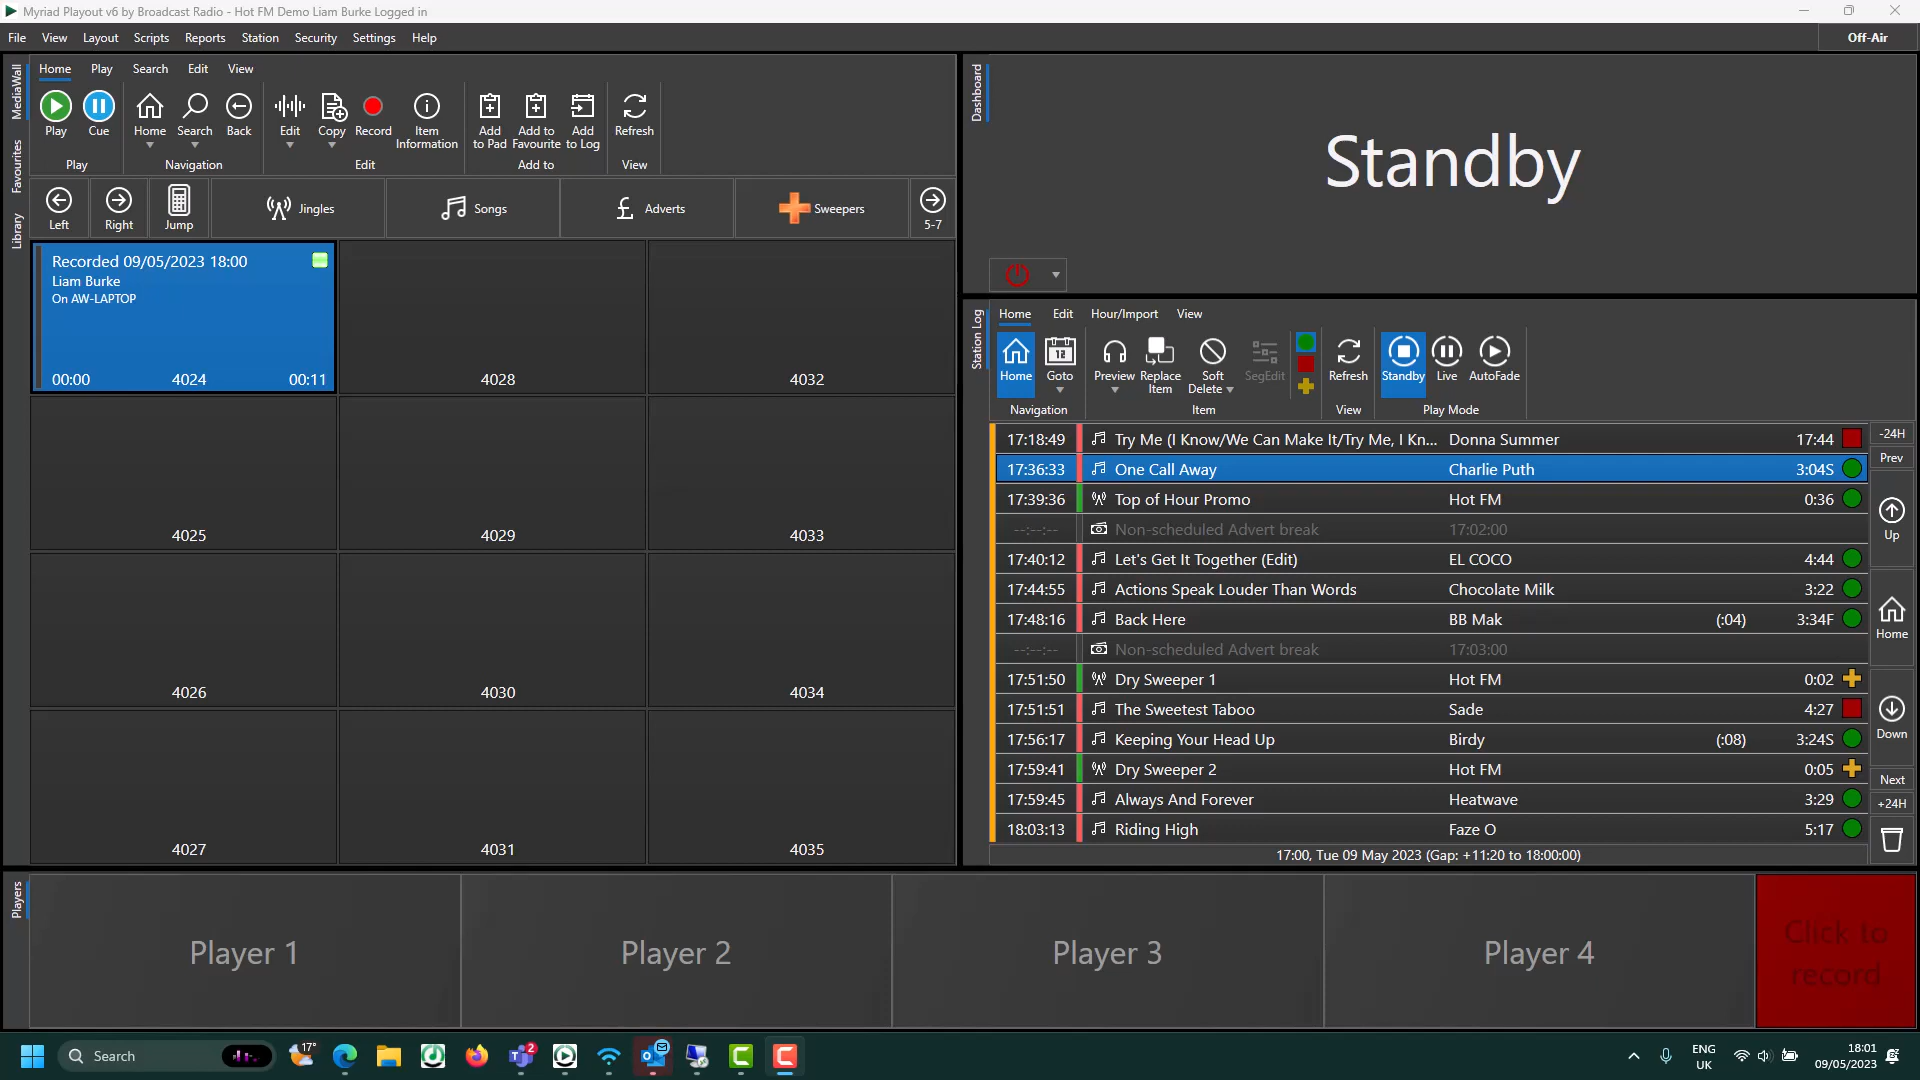 Myriad Playout v6 by Broadcast Radio - Hot FM Demo Liam Burke Logged in
File View Layout Scripts Reports Station Security Settings Help
Off-Air
MediaWall
Favourites
Library
Home Play Search Edit View
Play Cue Home Search Back Edit Copy Record Item Information Add to Pad Add to Favourite Add to Log Refresh
Play Navigation Edit Add to View
Left Right Jump Jingles Songs Adverts Sweepers 5-7
Recorded 09/05/2023 18:00
Liam Burke
On AW-LAPTOP
00:00 4024 00:11
4028 4032
4025 4029 4033
4026 4030 4034
4027 4031 4035
Dashboard
Standby
Station Log
Home Edit Hour/Import View
Home Goto Preview Replace Item Soft Delete SegEdit Refresh Standby Live AutoFade
12
Navigation Item View Play Mode
17:18:49 Try Me (I Know/We Can Make It/Try Me, I Kn... Donna Summer 17:44
17:36:33 One Call Away Charlie Puth 3:04S
17:39:36 Top of Hour Promo Hot FM 0:36
--:--:-- Non-scheduled Advert break 17:02:00
17:40:12 Let's Get It Together (Edit) EL COCO 4:44
17:44:55 Actions Speak Louder Than Words Chocolate Milk 3:22
17:48:16 Back Here BB Mak (:04) 3:34F
--:--:-- Non-scheduled Advert break 17:03:00
17:51:50 Dry Sweeper 1 Hot FM 0:02
17:51:51 The Sweetest Taboo Sade 4:27
17:56:17 Keeping Your Head Up Birdy (:08) 3:24S
17:59:41 Dry Sweeper 2 Hot FM 0:05
17:59:45 Always And Forever Heatwave 3:29
18:03:13 Riding High Faze O 5:17
17:00, Tue 09 May 2023 (Gap: +11:20 to 18:00:00)
-24H
Prev
Up
Home
Down
Next
+24H
Players
Player 1 Player 2 Player 3 Player 4
Click to
record
Search
17°
2
ENG
UK
18:01
09/05/2023